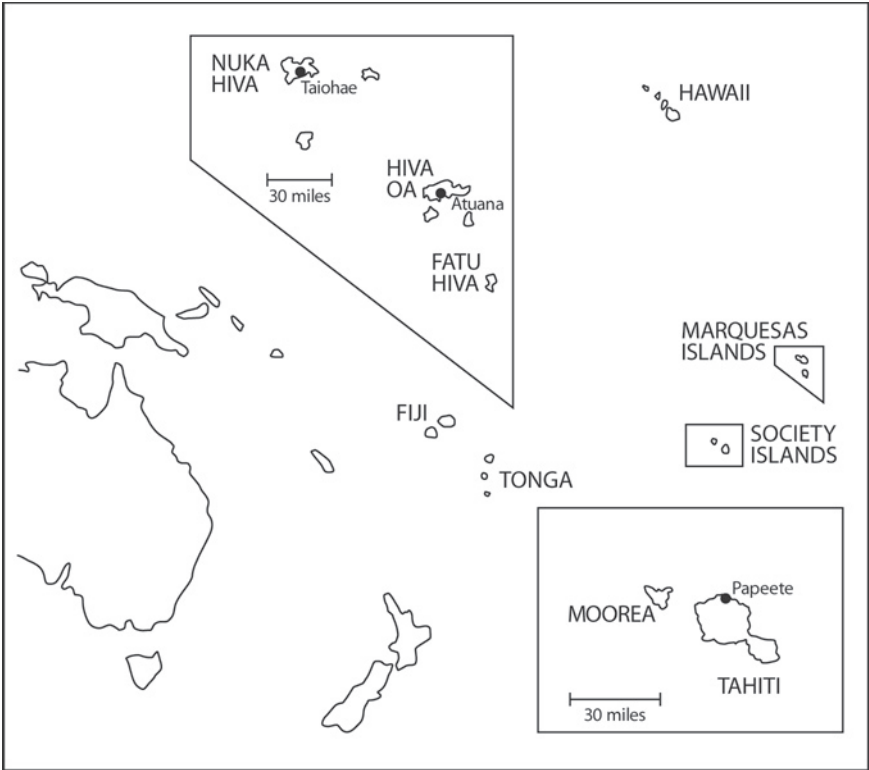 NUKA
HIVA
Taiohae
30 miles
HIVA
OA
Atuana
FATU
HIVA
HAWAII
MARQUESAS
ISLANDS
FIJI
SOCIETY
ISLANDS
TONGA
Papeete
MOOREA
TAHITI
30 miles